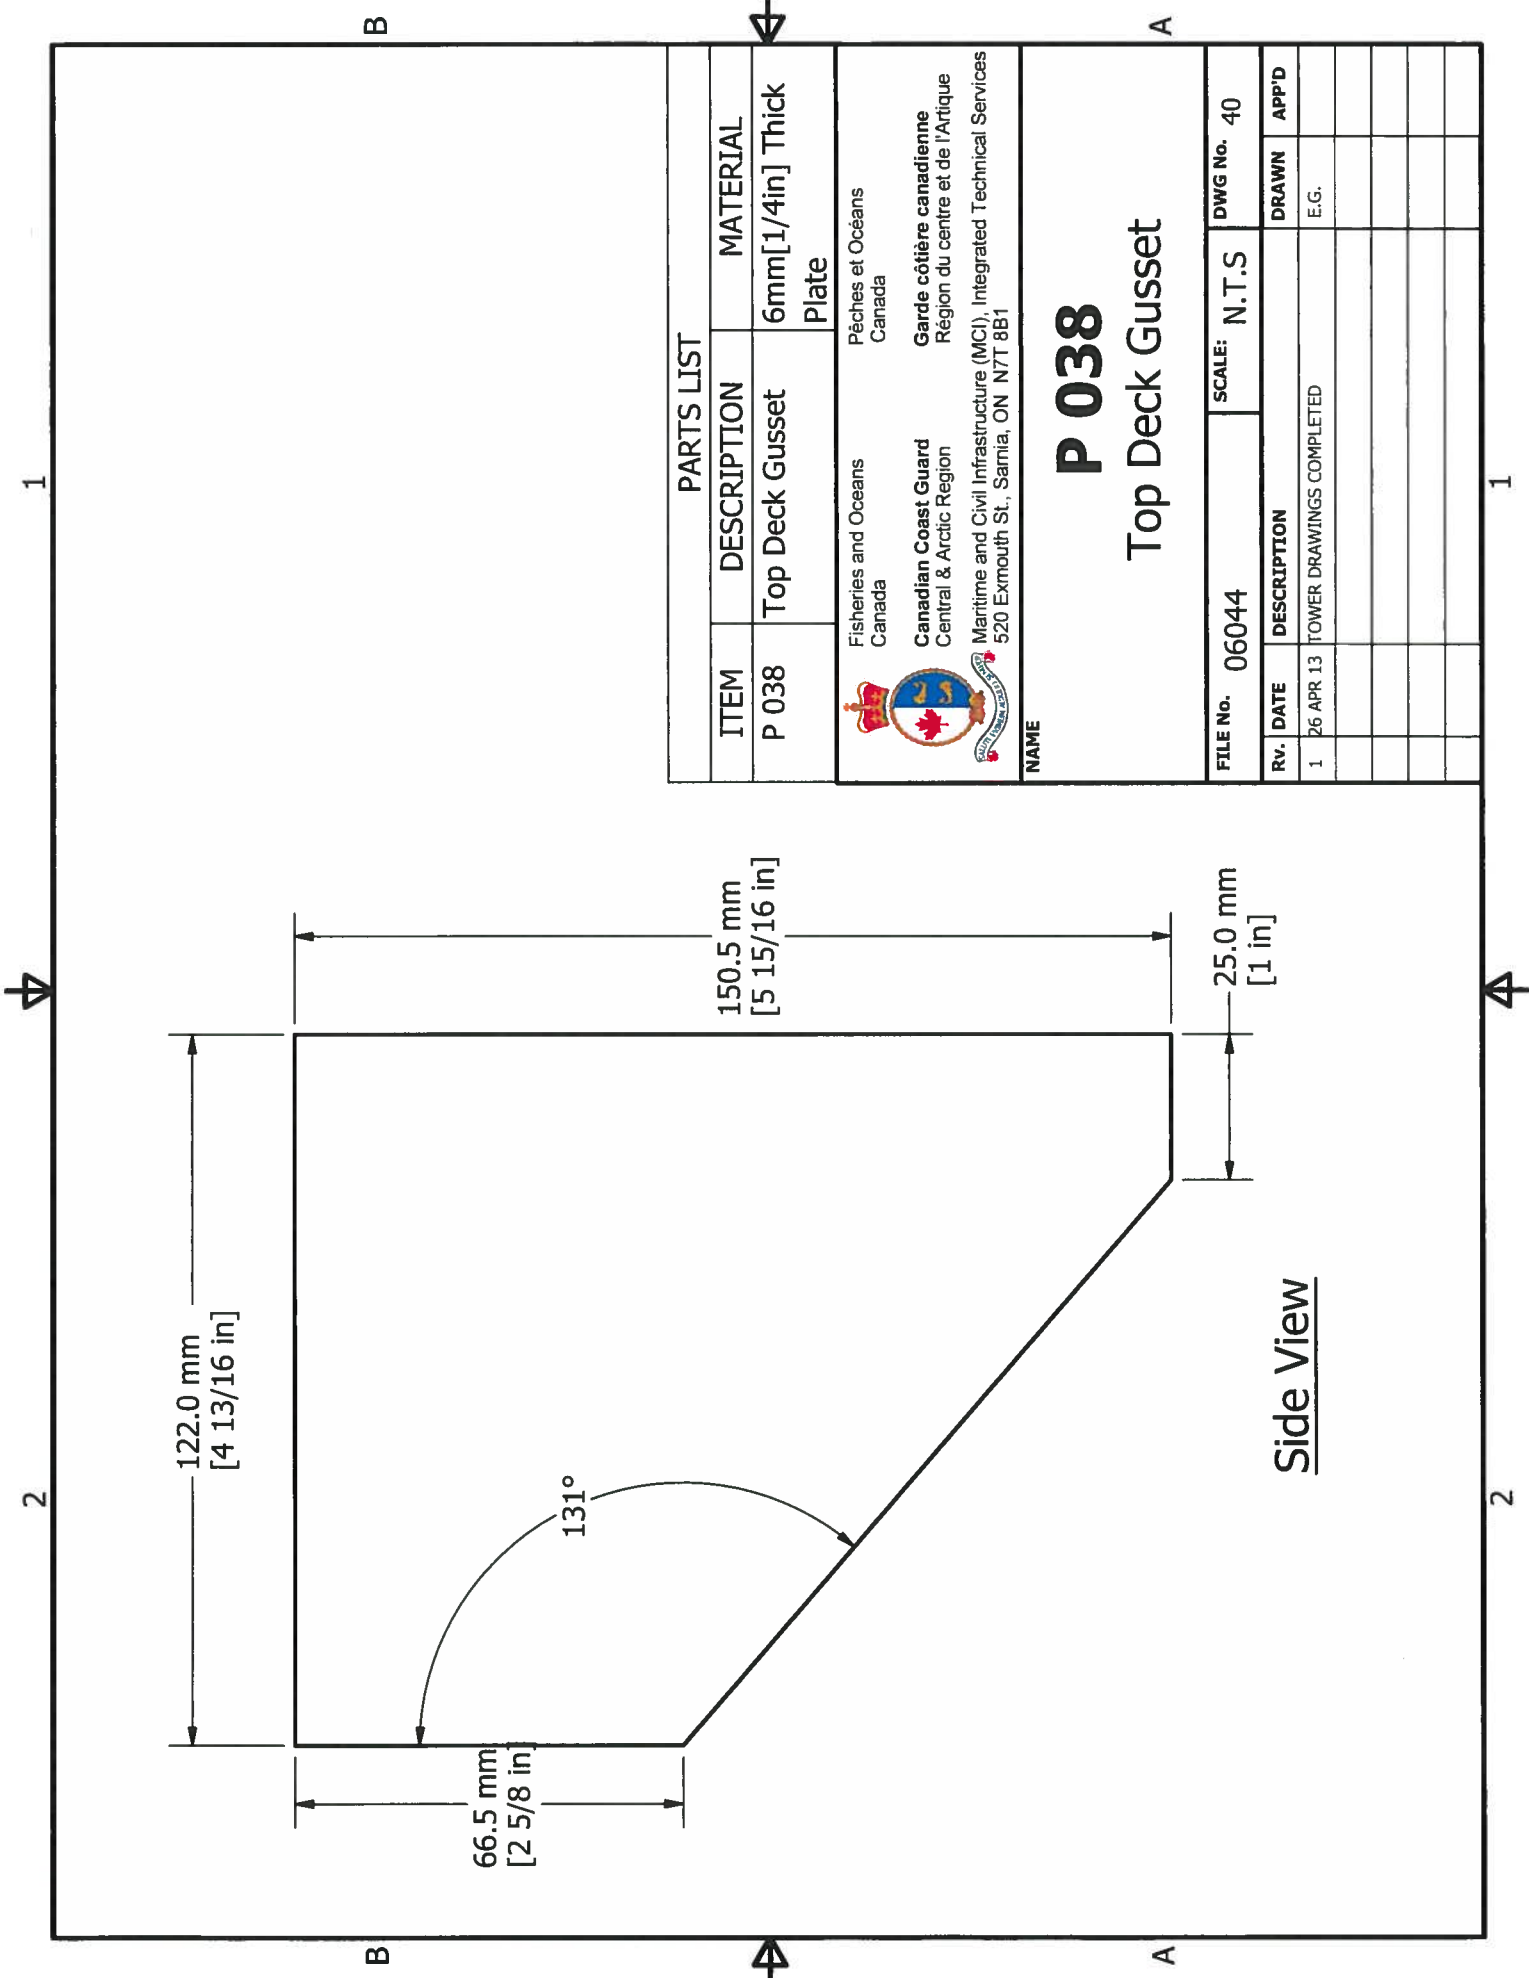 2
1
B
B
A
A
2
1
122.0 mm
[4 13/16 in]
66.5 mm
[2 5/8 in]
131°
150.5 mm
[5 15/16 in]
25.0 mm
[1 in]
Side View
PARTS LIST
ITEM DESCRIPTION MATERIAL
P 038 Top Deck Gusset 6mm[1/4in] Thick
Plate
Fisheries and Oceans
Canada
Pêches et Océans
Canada
Canadian Coast Guard
Central & Arctic Region
Garde côtière canadienne
Région du centre et de l'Artique
Maritime and Civil Infrastructure (MCI), Integrated Technical Services
520 Exmouth St., Sarnia, ON N7T 8B1
NAME
P 038
Top Deck Gusset
FILE No. 06044 SCALE: N.T.S DWG No. 40
Rv. DATE DESCRIPTION DRAWN APP'D
1 26 APR 13 TOWER DRAWINGS COMPLETED E.G.